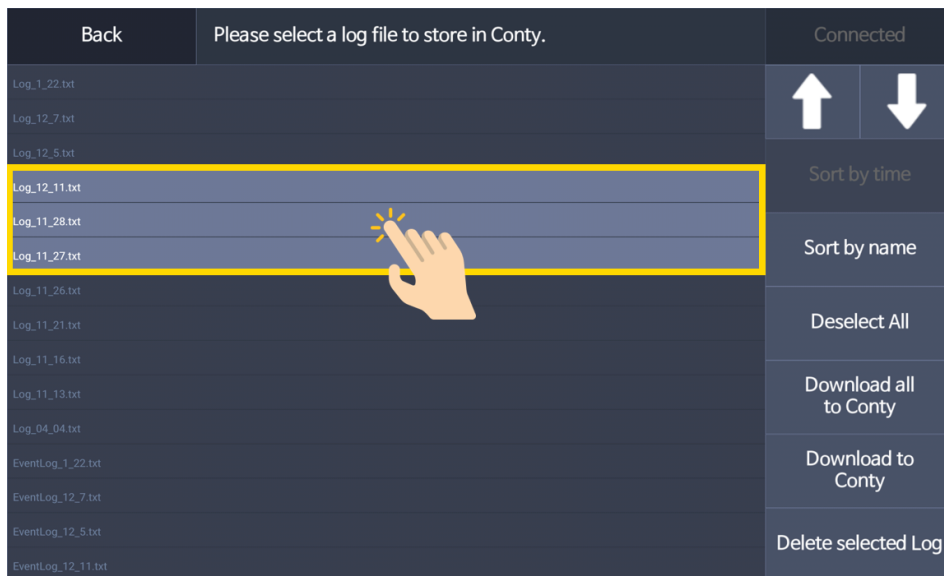 Back
Please select a log file to store in Conty.
Connected
Log_1_22.txt
Log_12_7.txt
Log_12_5.txt
Log_12_11.txt
Log_11_28.txt
Log_11_27.txt
Log_11_26.txt
Log_11_21.txt
Log_11_16.txt
Log_11_13.txt
Log_04_04.txt
EventLog_1_22.txt
EventLog_12_7.txt
EventLog_12_5.txt
EventLog_12_11.txt
Sort by time
Sort by name
Deselect All
Download all
to Conty
Download to
Conty
Delete selected Log